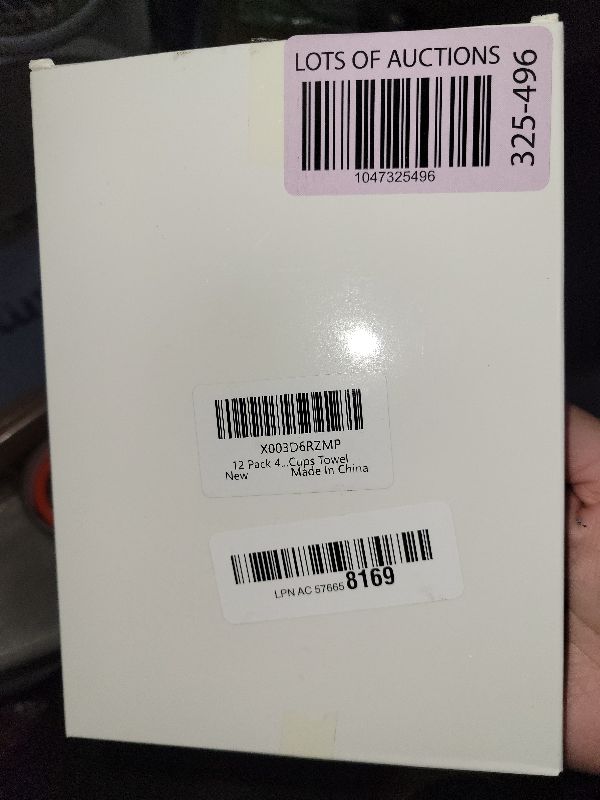 LOTS OF AUCTIONS
325-496
1047325496
X003D6RZMP
12 Pack 4...Cups Towel
New Made In China
LPN AC 57665 8169